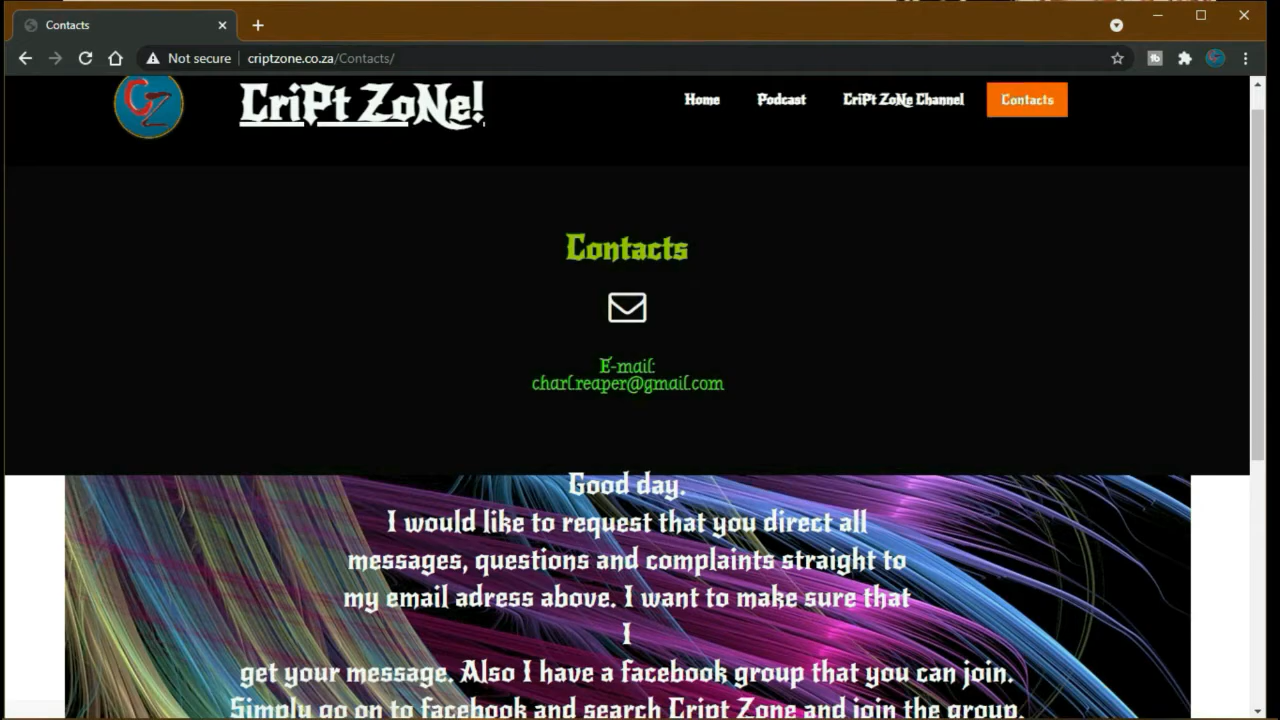 Contacts
Not secure
criptzone.co.za/Contacts/
CZ
CriPt ZoNe!
Home
Podcast
CriPt ZoNe Channel
Contacts
Contacts
E-mail:
charl.reaper@gmail.com
Good day.
I would like to request that you direct all
messages, questions and complaints straight to
my email adress above. I want to make sure that
I
get your message. Also I have a facebook group that you can join.
Simply go on to facebook and search Cript Zone and join the group.